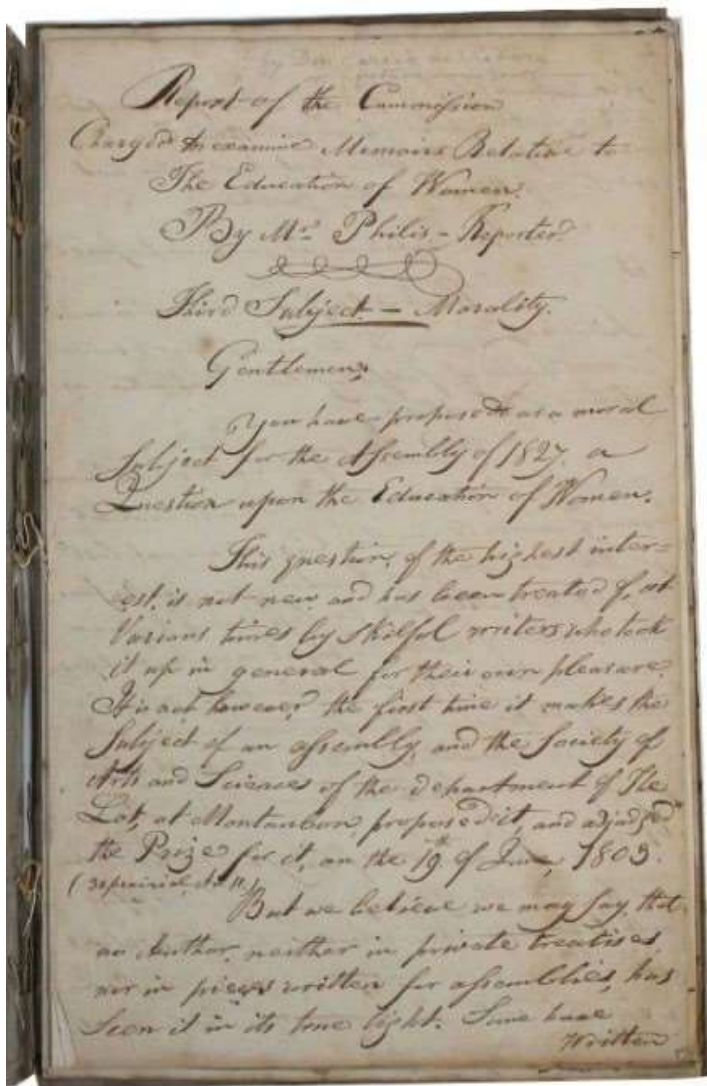 Report of the Commission
Charged to examine Memoirs Relative to
The Education of Women.
By Mr. Philis - Reporter
Third Subject - Morality.
Gentlemen,
You have proposed as a moral
Subject for the Assembly of 1827. a
Question upon the Education of Women.
This question, of the highest inter=
est, is not new and has been treated of, at
Various times by skilful writers who took
it up in general for their own pleasure.
It is not however the first time it makes the
Subject of an assembly, and the Society of
Arts and Sciences of the department of The
Lot, at Montauban, proposed it, and adjudged
the Prize for it, on the 19th of June, 1803.
(30 prairial,
But we believe we may say, that
an Author, neither in private treatises
nor in pieces written for assemblies, has
seen it in its true light. Some have
written